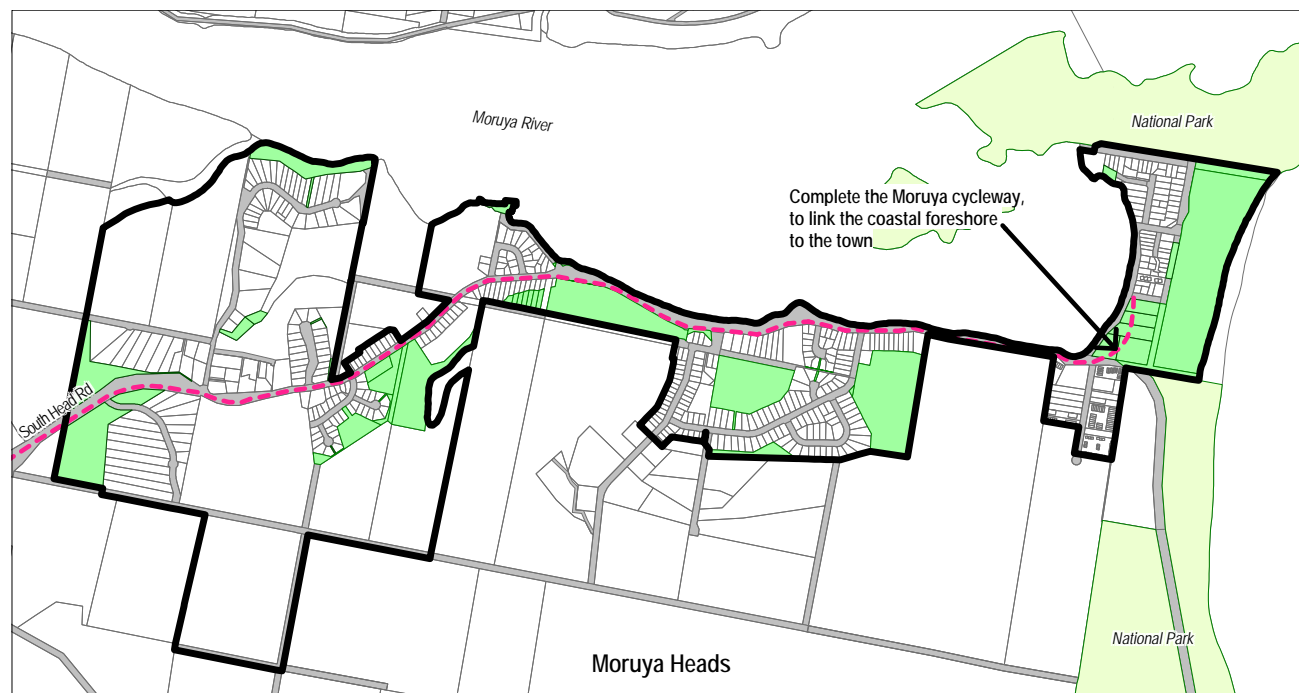 Moruya River
National Park
Complete the Moruya cycleway,
to link the coastal foreshore
to the town
South Head Rd
National Park
Moruya Heads